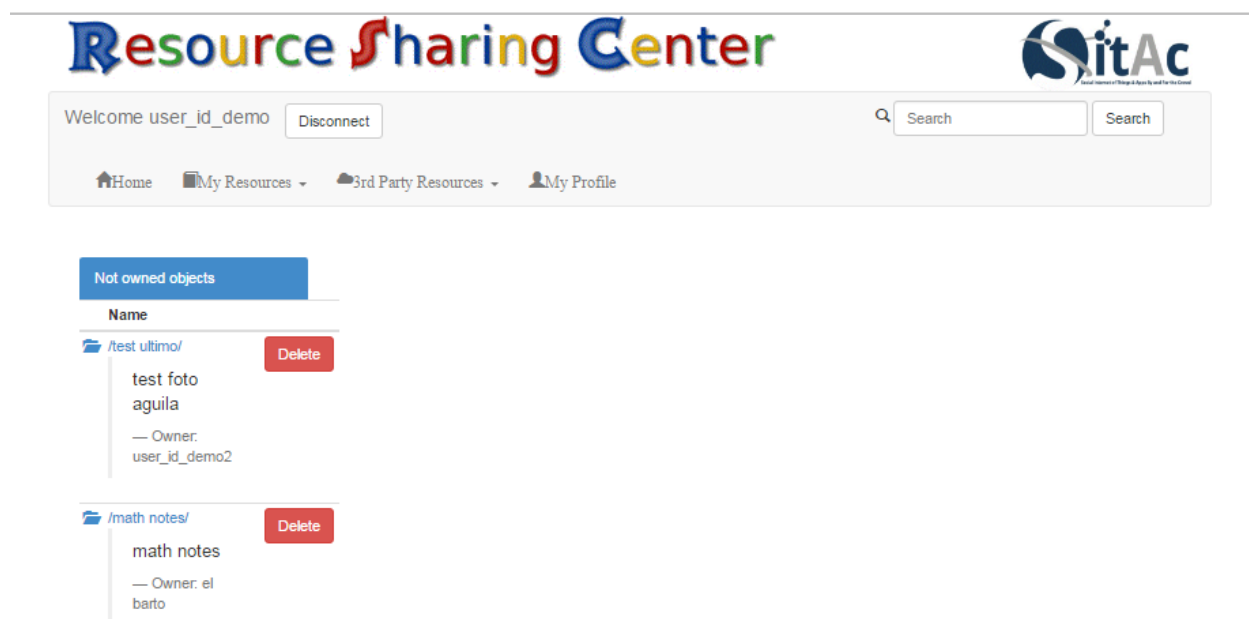 Resource Sharing Center
SitAc
Welcome user_id_demo Disconnect Search Search
Home My Resources 3rd Party Resources My Profile
Not owned objects
Name
/test ultimo/ Delete
test foto
aguila
— Owner:
user_id_demo2
/math notes/ Delete
math notes
— Owner: el
barto